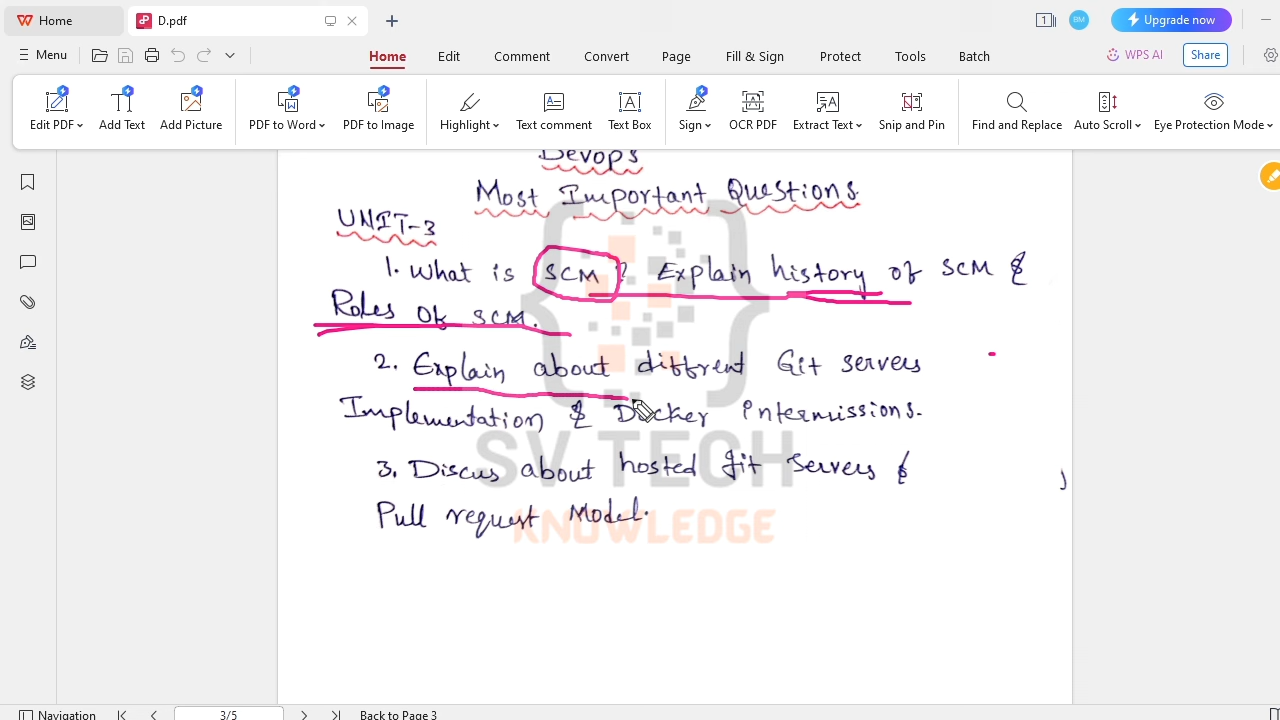 Home
D.pdf
1
BM
Upgrade now
Menu
Home
Edit
Comment
Convert
Page
Fill & Sign
Protect
Tools
Batch
WPS AI
Share
Edit PDF
Add Text
Add Picture
PDF to Word
PDF to Image
Highlight
Text comment
Text Box
Sign
OCR PDF
Extract Text
Snip and Pin
Find and Replace
Auto Scroll
Eye Protection Mode
Devops
Most Important Questions.
UNIT-3
1. What is SCM? Explain history of SCM &
Roles Of SCM.
2. Explain about different Git servers
Implementation & Docker intermissions.
3. Discus about hosted git servers &
Pull request Model.
SV TECH
KNOWLEDGE
Navigation
3/5
Back to Page 3